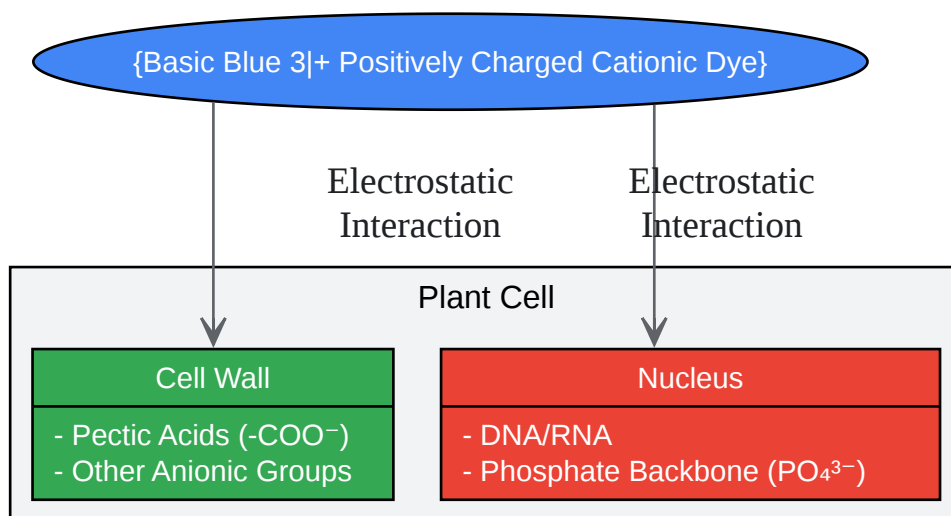 {Basic Blue 3|+ Positively Charged Cationic Dye}
Electrostatic
Interaction
Electrostatic
Interaction
Plant Cell
Cell Wall
- Pectic Acids (-COO⁻)
- Other Anionic Groups
Nucleus
- DNA/RNA
- Phosphate Backbone (PO₄³⁻)